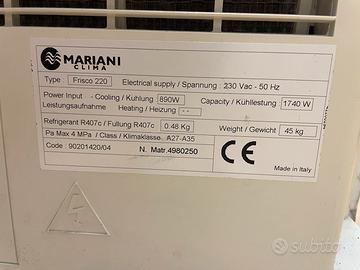 MARIANI
CLIMA
Type : Frisco 220 Electrical supply / Spannung : 230 Vac - 50 Hz
Power Input - Cooling / Kuhlung 890W Capacity / Kühlleistung 1740 W
Leistungsaufnahme Heating / Heizung - -
Refrigerant R407c / Fullung R407c 0.48 Kg Weight / Gewicht 45 kg
Pa Max 4 MPa / Class / Klimaklasse A27-A35
Code : 90201420/04 N. Matr. 4980250
CE
Made in Italy
subito